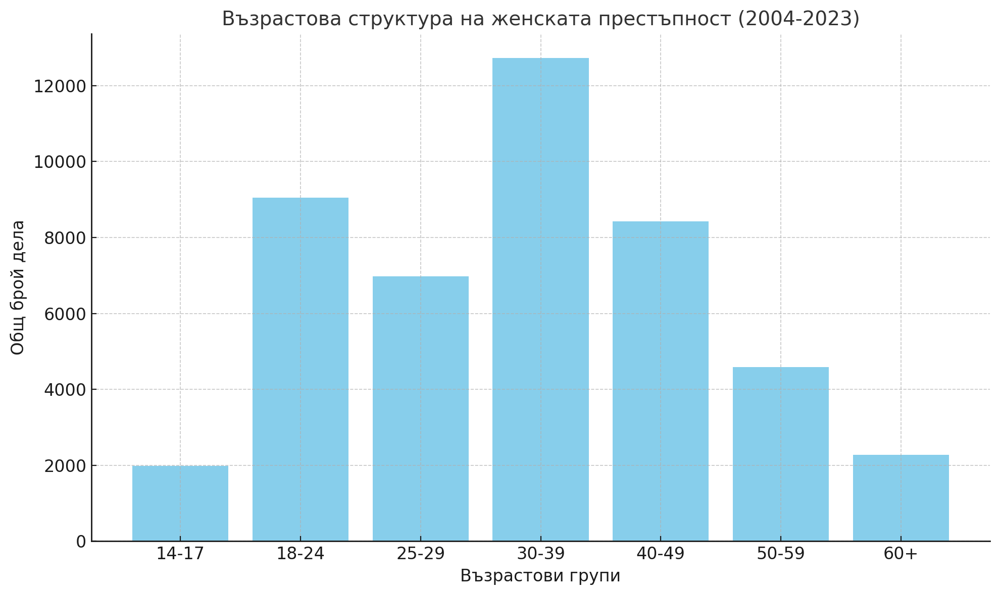 Възрастова структура на женската престъпност (2004-2023)
Общ брой дела
12000
10000
8000
6000
4000
2000
0
14-17 18-24 25-29 30-39 40-49 50-59 60+
Възрастови групи